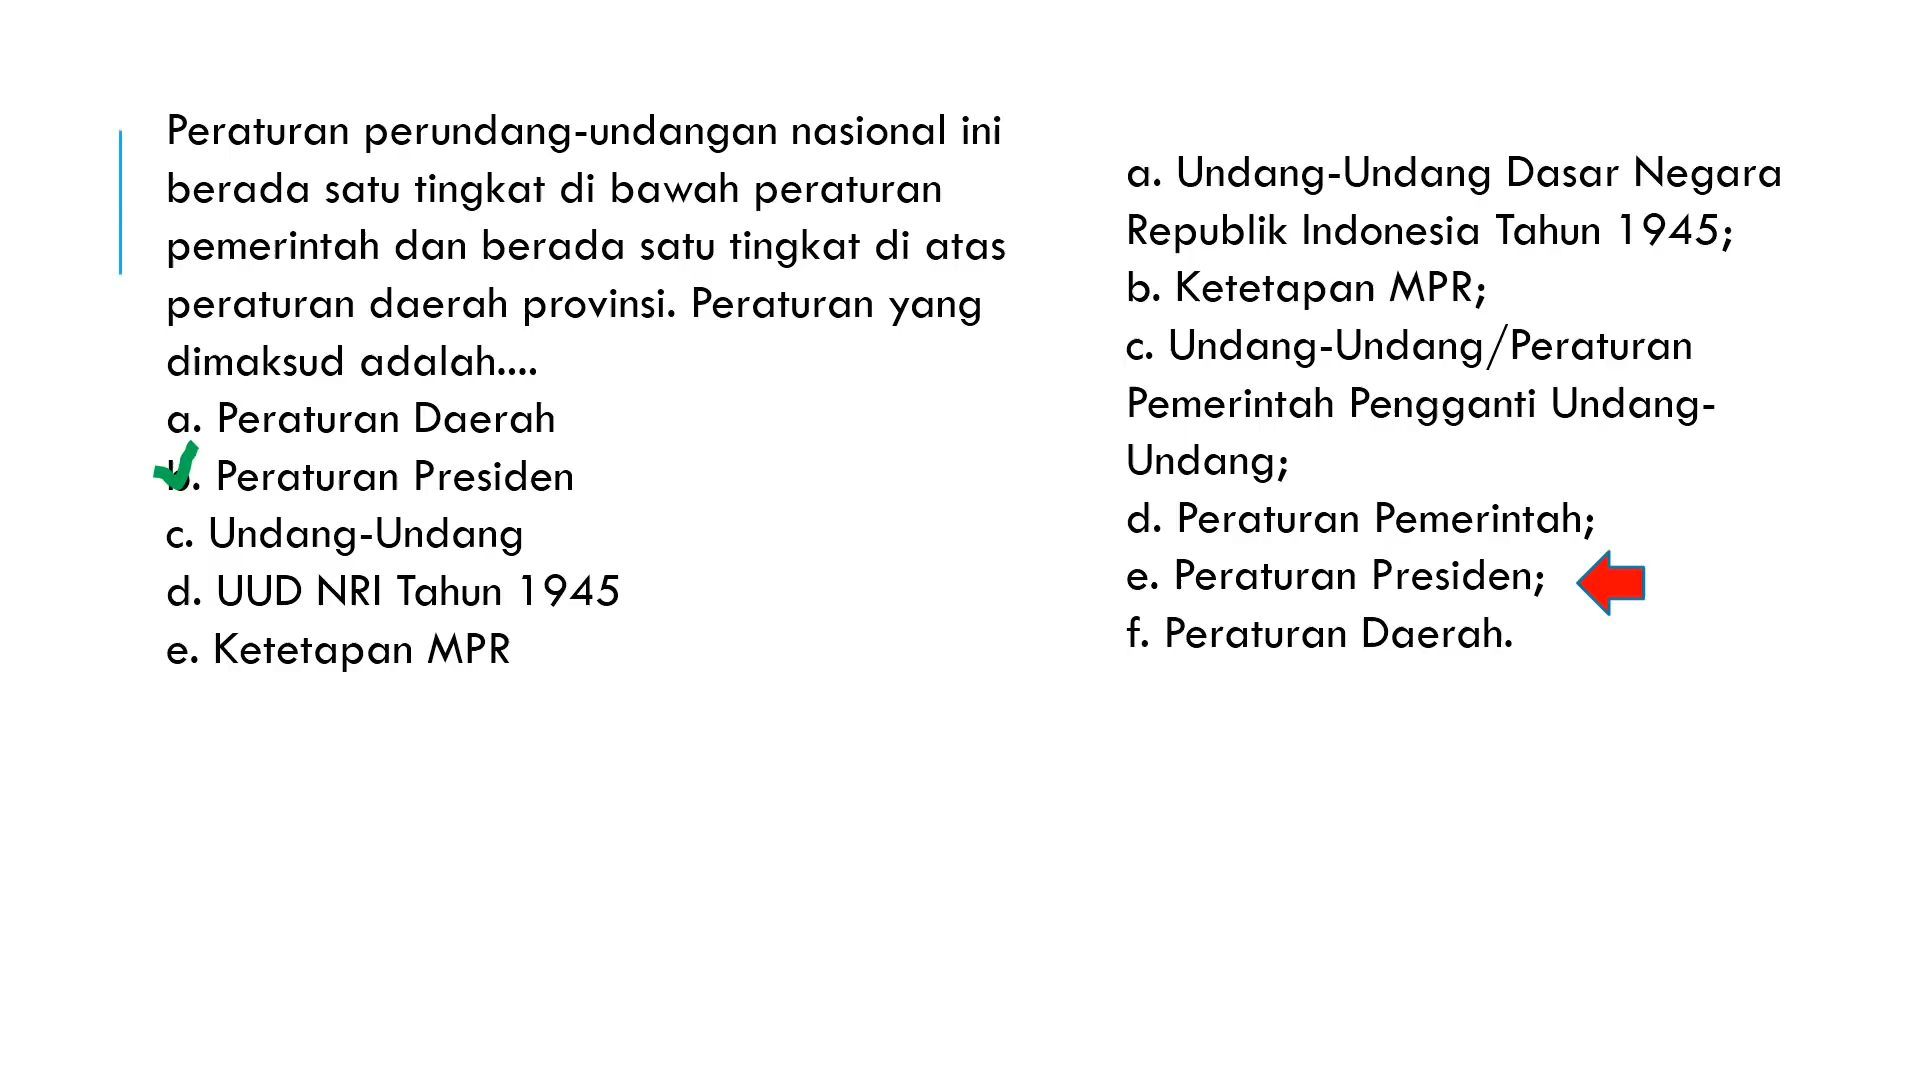 Peraturan perundang-undangan nasional ini
berada satu tingkat di bawah peraturan
pemerintah dan berada satu tingkat di atas
peraturan daerah provinsi. Peraturan yang
dimaksud adalah....
a. Peraturan Daerah
b. Peraturan Presiden
c. Undang-Undang
d. UUD NRI Tahun 1945
e. Ketetapan MPR
a. Undang-Undang Dasar Negara
Republik Indonesia Tahun 1945;
b. Ketetapan MPR;
c. Undang-Undang/Peraturan
Pemerintah Pengganti Undang-
Undang;
d. Peraturan Pemerintah;
e. Peraturan Presiden;
f. Peraturan Daerah.